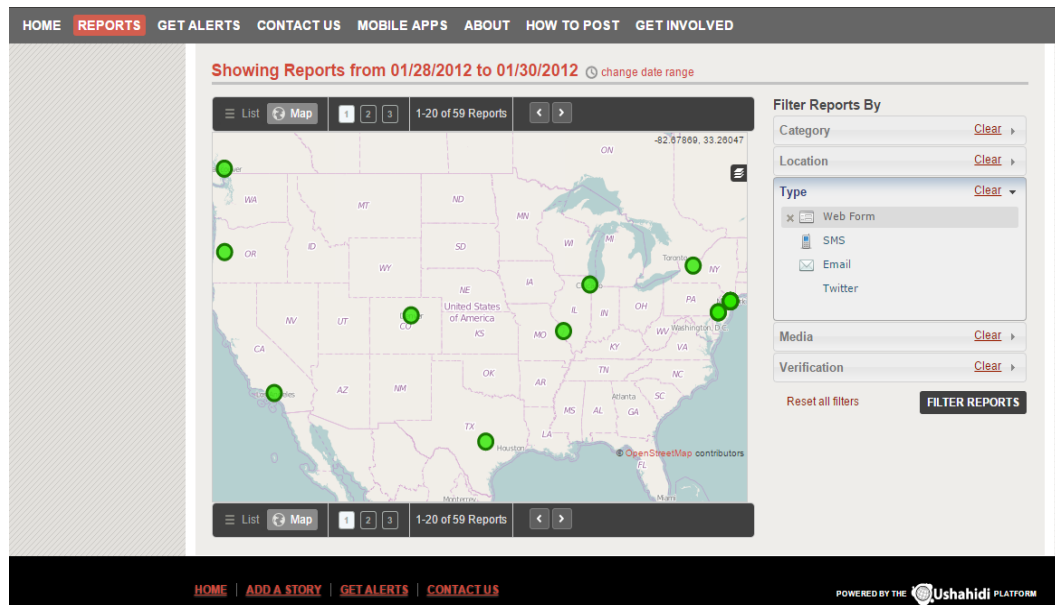 HOME REPORTS GET ALERTS CONTACT US MOBILE APPS ABOUT HOW TO POST GET INVOLVED
Showing Reports from 01/28/2012 to 01/30/2012 change date range
List Map 1 2 3 1-20 of 59 Reports < >
-82.67869, 33.26047
ON
WA
MT
ND
MN
OR
ID
SD
WI
MI
Toronto
WY
NY
NE
IA
PA
United States
of America
IL
IN
OH
NV
UT
CO
KS
MO
WV
Washington, D.C.
KY
VA
CA
OK
TN
NC
AZ
NM
AR
Atlanta
SC
MS
AL
GA
TX
LA
Houston
© OpenStreetMap contributors
FL
Monterrey
Miami
List Map 1 2 3 1-20 of 59 Reports < >
Filter Reports By
Category Clear
Location Clear
Type Clear
x Web Form
SMS
Email
Twitter
Media Clear
Verification Clear
Reset all filters FILTER REPORTS
HOME | ADD A STORY | GET ALERTS | CONTACT US
POWERED BY THE Ushahidi PLATFORM